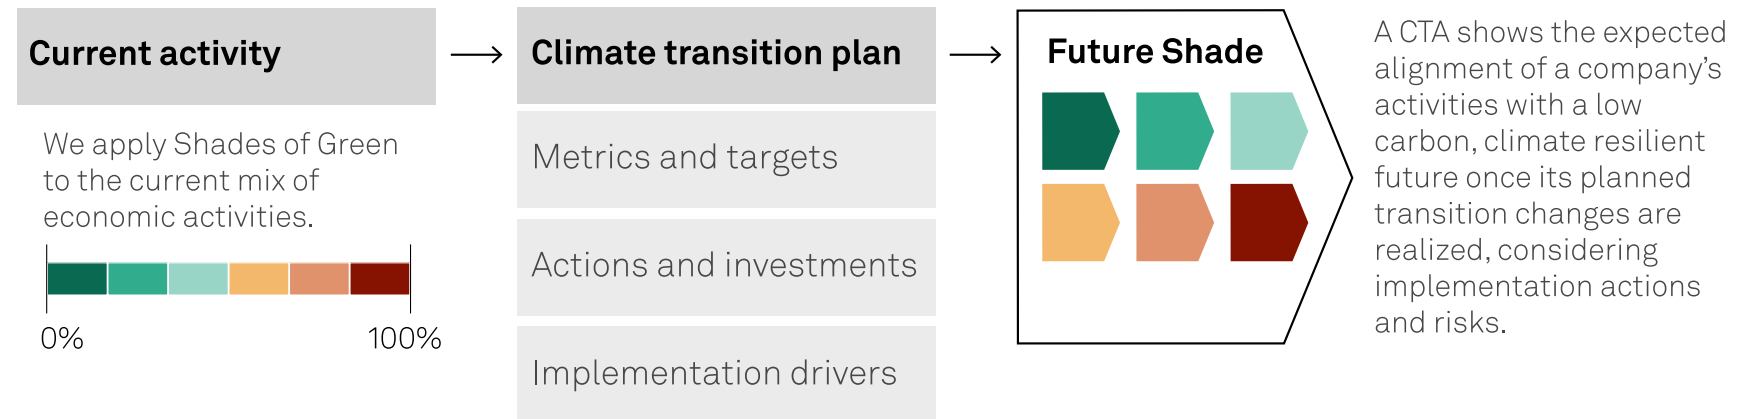 Current activity
We apply Shades of Green
to the current mix of
economic activities.
0%
100%
Climate transition plan
Metrics and targets
Actions and investments
Implementation drivers
Future Shade
A CTA shows the expected
alignment of a company’s
activities with a low
carbon, climate resilient
future once its planned
transition changes are
realized, considering
implementation actions
and risks.